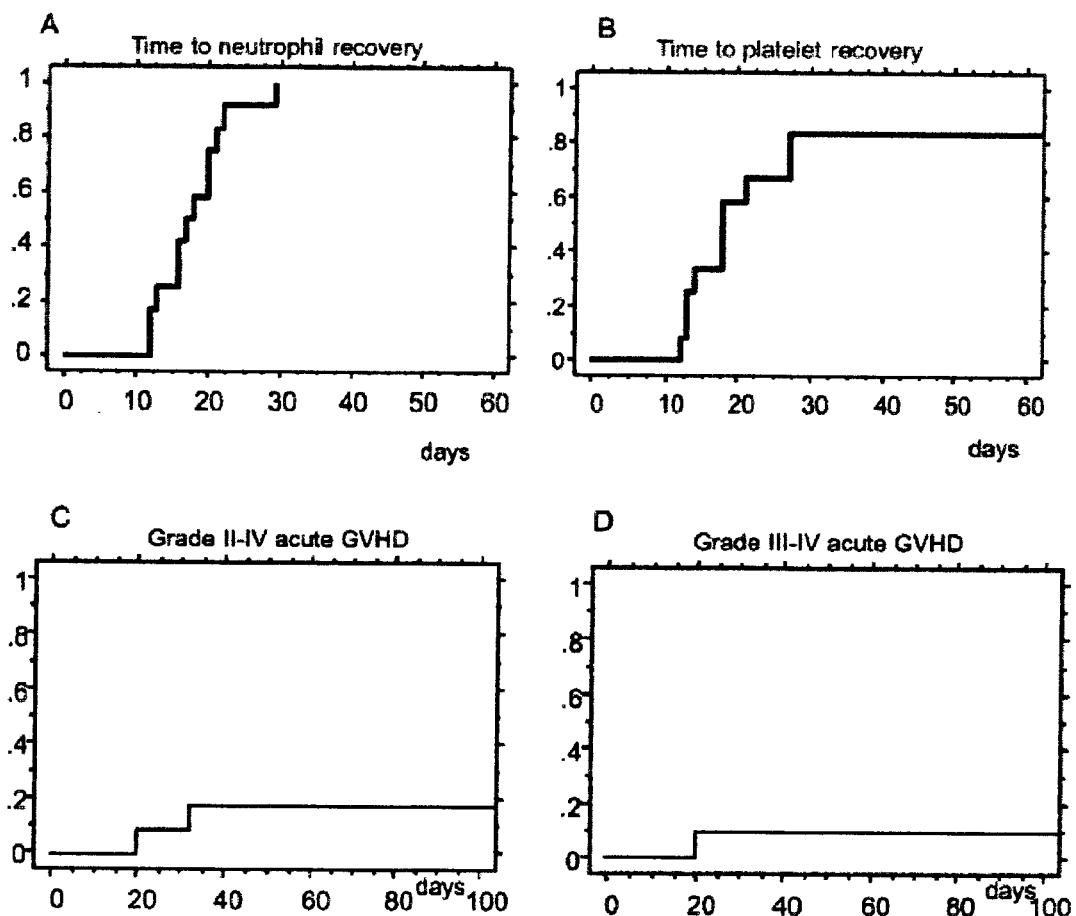 A
Time to neutrophil recovery
1
.8
.6
.4
.2
0
0 10 20 30 40 50 60
days
B
Time to platelet recovery
1
.8
.6
.4
.2
0
0 10 20 30 40 50 60
days
C
Grade II-IV acute GVHD
1
.8
.6
.4
.2
0
0 20 40 60 80 days 100
D
Grade III-IV acute GVHD
1
.8
.6
.4
.2
0
0 20 40 60 80 days 100